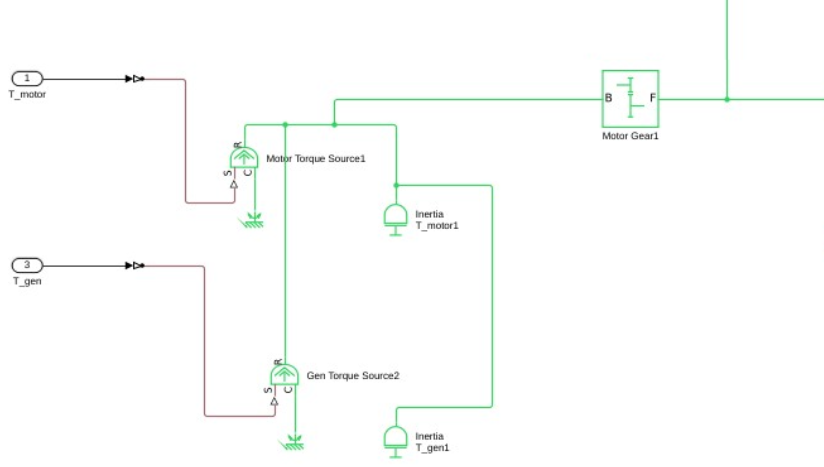 1
T_motor
B
F
Motor Gear1
R
Motor Torque Source1
S
C
Inertia
T_motor1
3
T_gen
R
Gen Torque Source2
S
C
Inertia
T_gen1